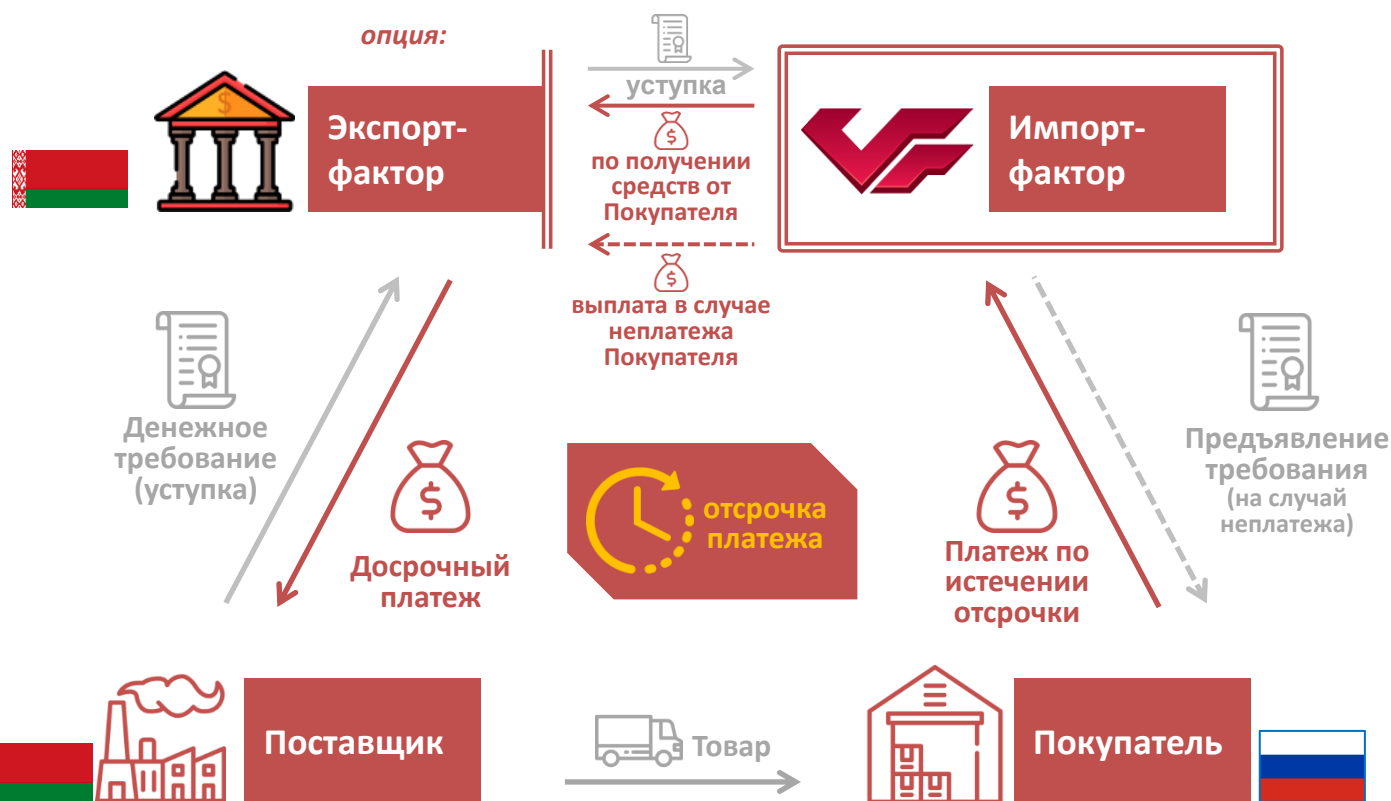 опция:
уступка
Экспорт-
фактор
по получении
средств от
Покупателя
Импорт-
фактор
выплата в случае
неплатежа
Покупателя
Денежное
требование
(уступка)
Досрочный
платеж
отсрочка
платежа
Платеж по
истечении
отсрочки
Предъявление
требования
(на случай
неплатежа)
Поставщик
Товар
Покупатель